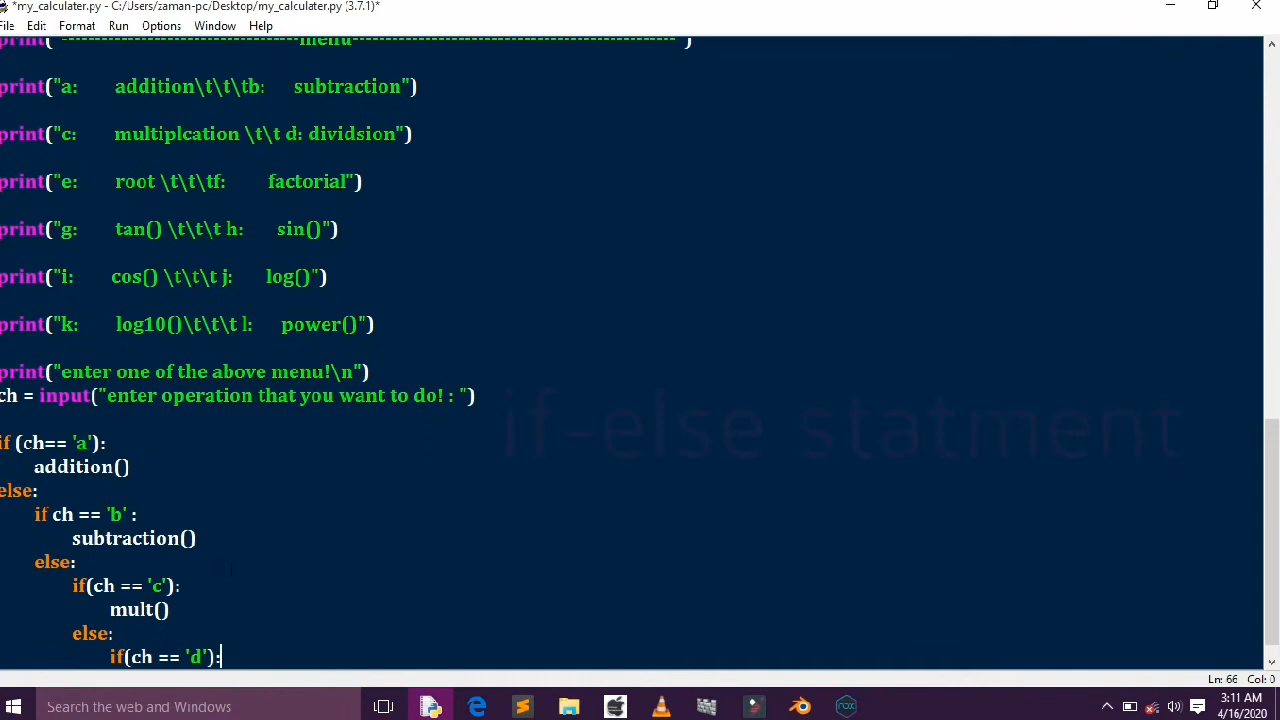 *my_calculater.py - C:/Users/zaman-pc/Desktop/my_calculater.py (3.7.1)*
File Edit Format Run Options Window Help
print("-----------------------------------menu-----------------------------------------------")
print("a: addition\t\t\tb: subtraction")
print("c: multiplcation \t\t d: dividsion")
print("e: root \t\t\tf: factorial")
print("g: tan() \t\t\t h: sin()")
print("i: cos() \t\t\t j: log()")
print("k: log10()\t\t\t l: power()")
print("enter one of the above menu!\n")
ch = input("enter operation that you want to do! : ")
if-else statment
if (ch== 'a'):
addition()
else:
if ch == 'b' :
subtraction()
else:
if(ch == 'c'):
mult()
else:
if(ch == 'd'):
Ln: 66 Col: 0
Search the web and Windows
3:11 AM
4/16/2020